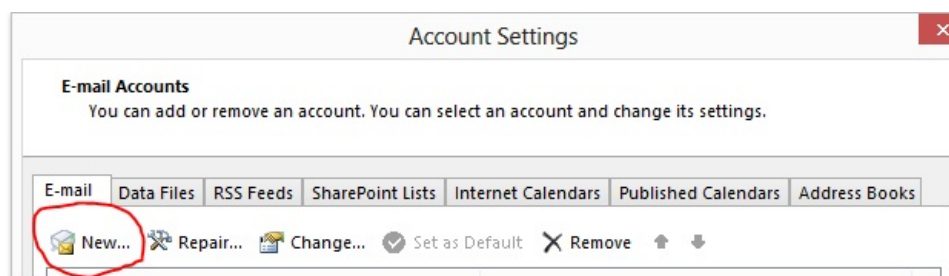 Account Settings
E-mail Accounts
You can add or remove an account. You can select an account and change its settings.
E-mail Data Files RSS Feeds SharePoint Lists Internet Calendars Published Calendars Address Books
New... Repair... Change... Set as Default Remove